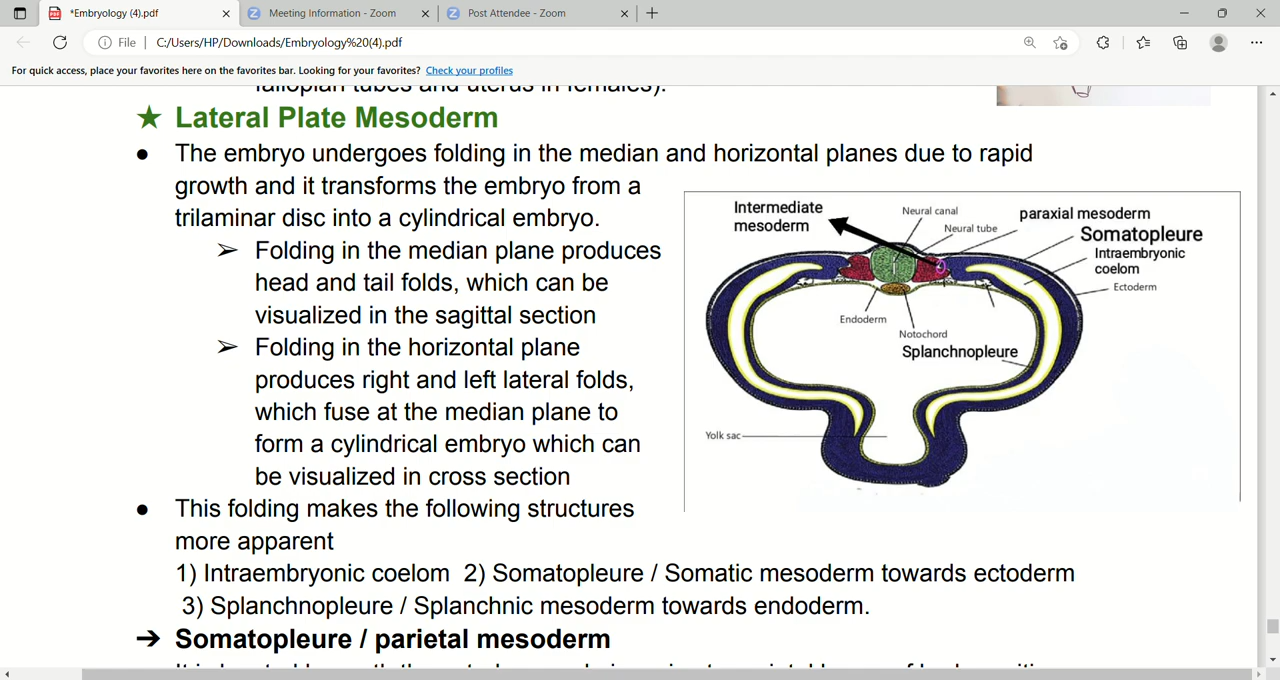 *Embryology (4).pdf
Meeting Information - Zoom
Post Attendee - Zoom
File
C:/Users/HP/Downloads/Embryology%20(4).pdf
For quick access, place your favorites here on the favorites bar. Looking for your favorites? Check your profiles
fallopian tubes and uterus in females).
★ Lateral Plate Mesoderm
● The embryo undergoes folding in the median and horizontal planes due to rapid
growth and it transforms the embryo from a
trilaminar disc into a cylindrical embryo.
➢ Folding in the median plane produces
head and tail folds, which can be
visualized in the sagittal section
➢ Folding in the horizontal plane
produces right and left lateral folds,
which fuse at the median plane to
form a cylindrical embryo which can
be visualized in cross section
● This folding makes the following structures
more apparent
1) Intraembryonic coelom 2) Somatopleure / Somatic mesoderm towards ectoderm
3) Splanchnopleure / Splanchnic mesoderm towards endoderm.
➔ Somatopleure / parietal mesoderm
Intermediate
mesoderm
Neural canal
Neural tube
paraxial mesoderm
Somatopleure
Intraembryonic
coelom
Ectoderm
Endoderm
Notochord
Splanchnopleure
Yolk sac